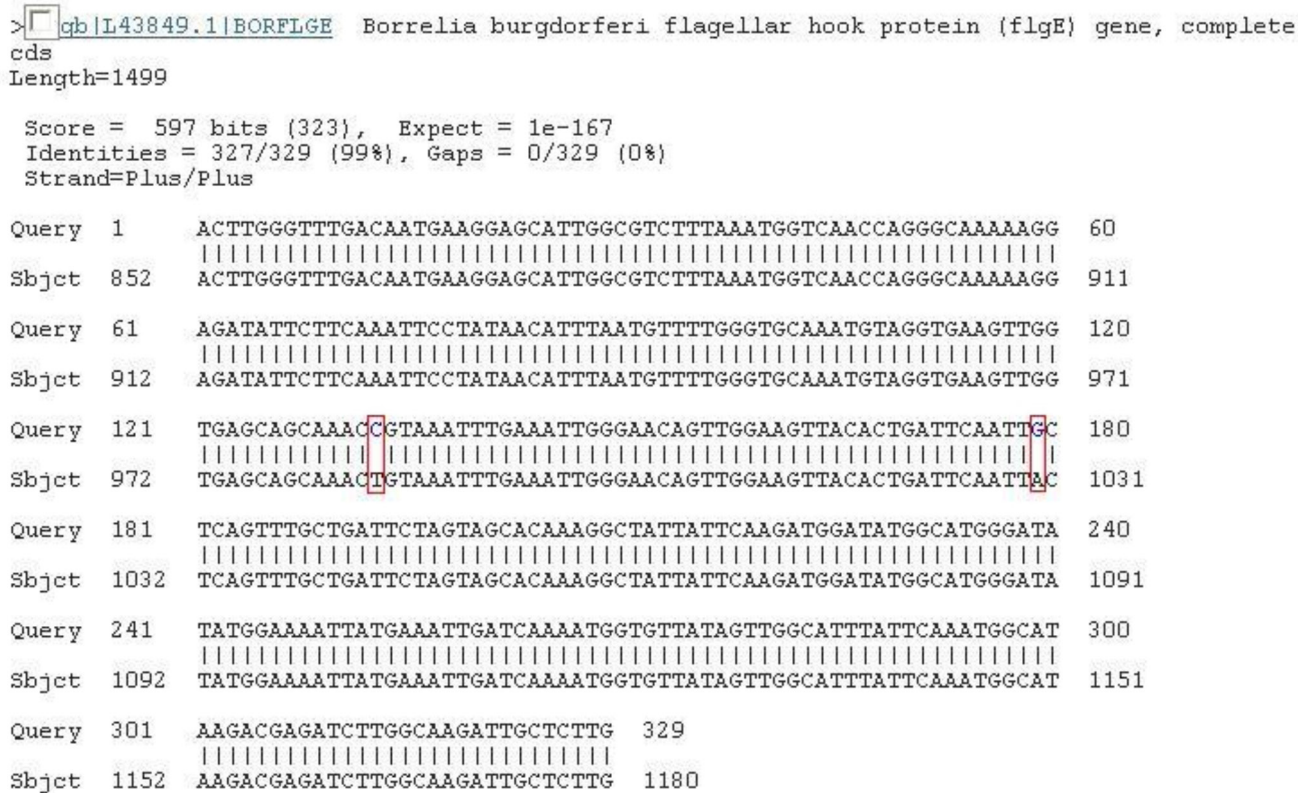 >gb|L43849.1|BORFLGE Borrelia burgdorferi flagellar hook protein (flgE) gene, complete
cds
Length=1499
Score = 597 bits (323), Expect = 1e-167
Identities = 327/329 (99%), Gaps = 0/329 (0%)
Strand=Plus/Plus
Query 1 ACTTGGGTTTGACAATGAAGGAGCATTGGCGTCTTTAAATGGTCAACCAGGGCAAAAAGG 60
||||||||||||||||||||||||||||||||||||||||||||||||||||||||||||
Sbjct 852 ACTTGGGTTTGACAATGAAGGAGCATTGGCGTCTTTAAATGGTCAACCAGGGCAAAAAGG 911
Query 61 AGATATTCTTCAAATTCCTATAACATTTAATGTTTTGGGTGCAAATGTAGGTGAAGTTGG 120
||||||||||||||||||||||||||||||||||||||||||||||||||||||||||||
Sbjct 912 AGATATTCTTCAAATTCCTATAACATTTAATGTTTTGGGTGCAAATGTAGGTGAAGTTGG 971
Query 121 TGAGCAGCAAACCGTAAATTTGAAATTGGGAACAGTTGGAAGTTACACTGATTCAATTGC 180
|||||||||||| ||||||||||||||||||||||||||||||||||||||||||||| |
Sbjct 972 TGAGCAGCAAACTGTAAATTTGAAATTGGGAACAGTTGGAAGTTACACTGATTCAATTAC 1031
Query 181 TCAGTTTGCTGATTCTAGTAGCACAAAGGCTATTATTCAAGATGGATATGGCATGGGATA 240
||||||||||||||||||||||||||||||||||||||||||||||||||||||||||||
Sbjct 1032 TCAGTTTGCTGATTCTAGTAGCACAAAGGCTATTATTCAAGATGGATATGGCATGGGATA 1091
Query 241 TATGGAAAATTATGAAATTGATCAAAATGGTGTTATAGTTGGCATTTATTCAAATGGCAT 300
||||||||||||||||||||||||||||||||||||||||||||||||||||||||||||
Sbjct 1092 TATGGAAAATTATGAAATTGATCAAAATGGTGTTATAGTTGGCATTTATTCAAATGGCAT 1151
Query 301 AAGACGAGATCTTGGCAAGATTGCTCTTG 329
|||||||||||||||||||||||||||||
Sbjct 1152 AAGACGAGATCTTGGCAAGATTGCTCTTG 1180